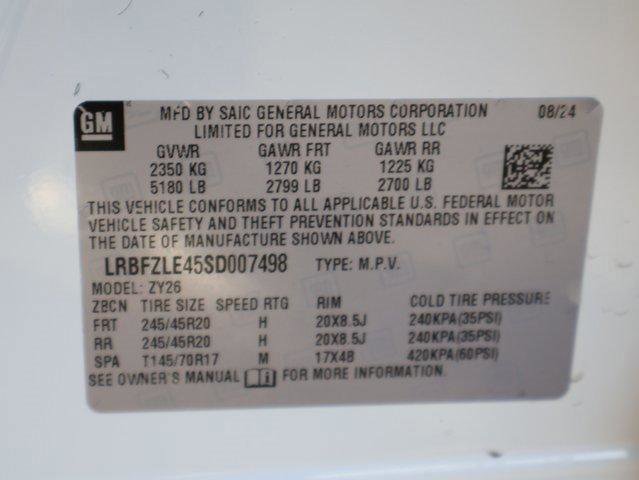 GM
MFD BY SAIC GENERAL MOTORS CORPORATION 08/24
LIMITED FOR GENERAL MOTORS LLC
GVWR GAWR FRT GAWR RR
2350 KG 1270 KG 1225 KG
5180 LB 2799 LB 2700 LB
THIS VEHICLE CONFORMS TO ALL APPLICABLE U.S. FEDERAL MOTOR
VEHICLE SAFETY AND THEFT PREVENTION STANDARDS IN EFFECT ON
THE DATE OF MANUFACTURE SHOWN ABOVE.
LRBFZLE45SD007498 TYPE: M.P.V.
MODEL: ZY26
ZBCN TIRE SIZE SPEED RTG RIM COLD TIRE PRESSURE
FRT 245/45R20 H 20X8.5J 240KPA(35PSI)
RR 245/45R20 H 20X8.5J 240KPA(35PSI)
SPA T145/70R17 M 17X4B 420KPA(60PSI)
SEE OWNER'S MANUAL FOR MORE INFORMATION.